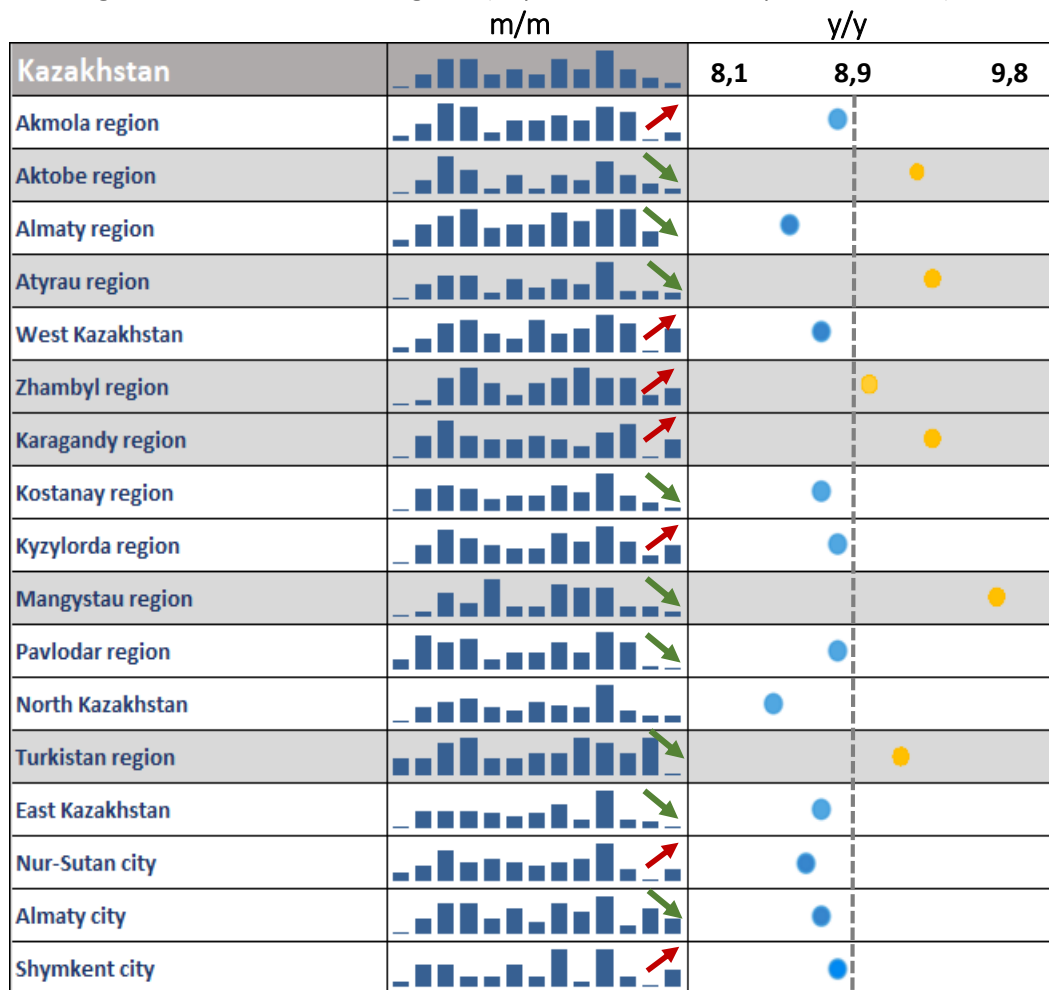 m/m y/y
Kazakhstan 8,1 8,9 9,8
Akmola region
Aktobe region
Almaty region
Atyrau region
West Kazakhstan
Zhambyl region
Karagandy region
Kostanay region
Kyzylorda region
Mangystau region
Pavlodar region
North Kazakhstan
Turkistan region
East Kazakhstan
Nur-Sutan city
Almaty city
Shymkent city